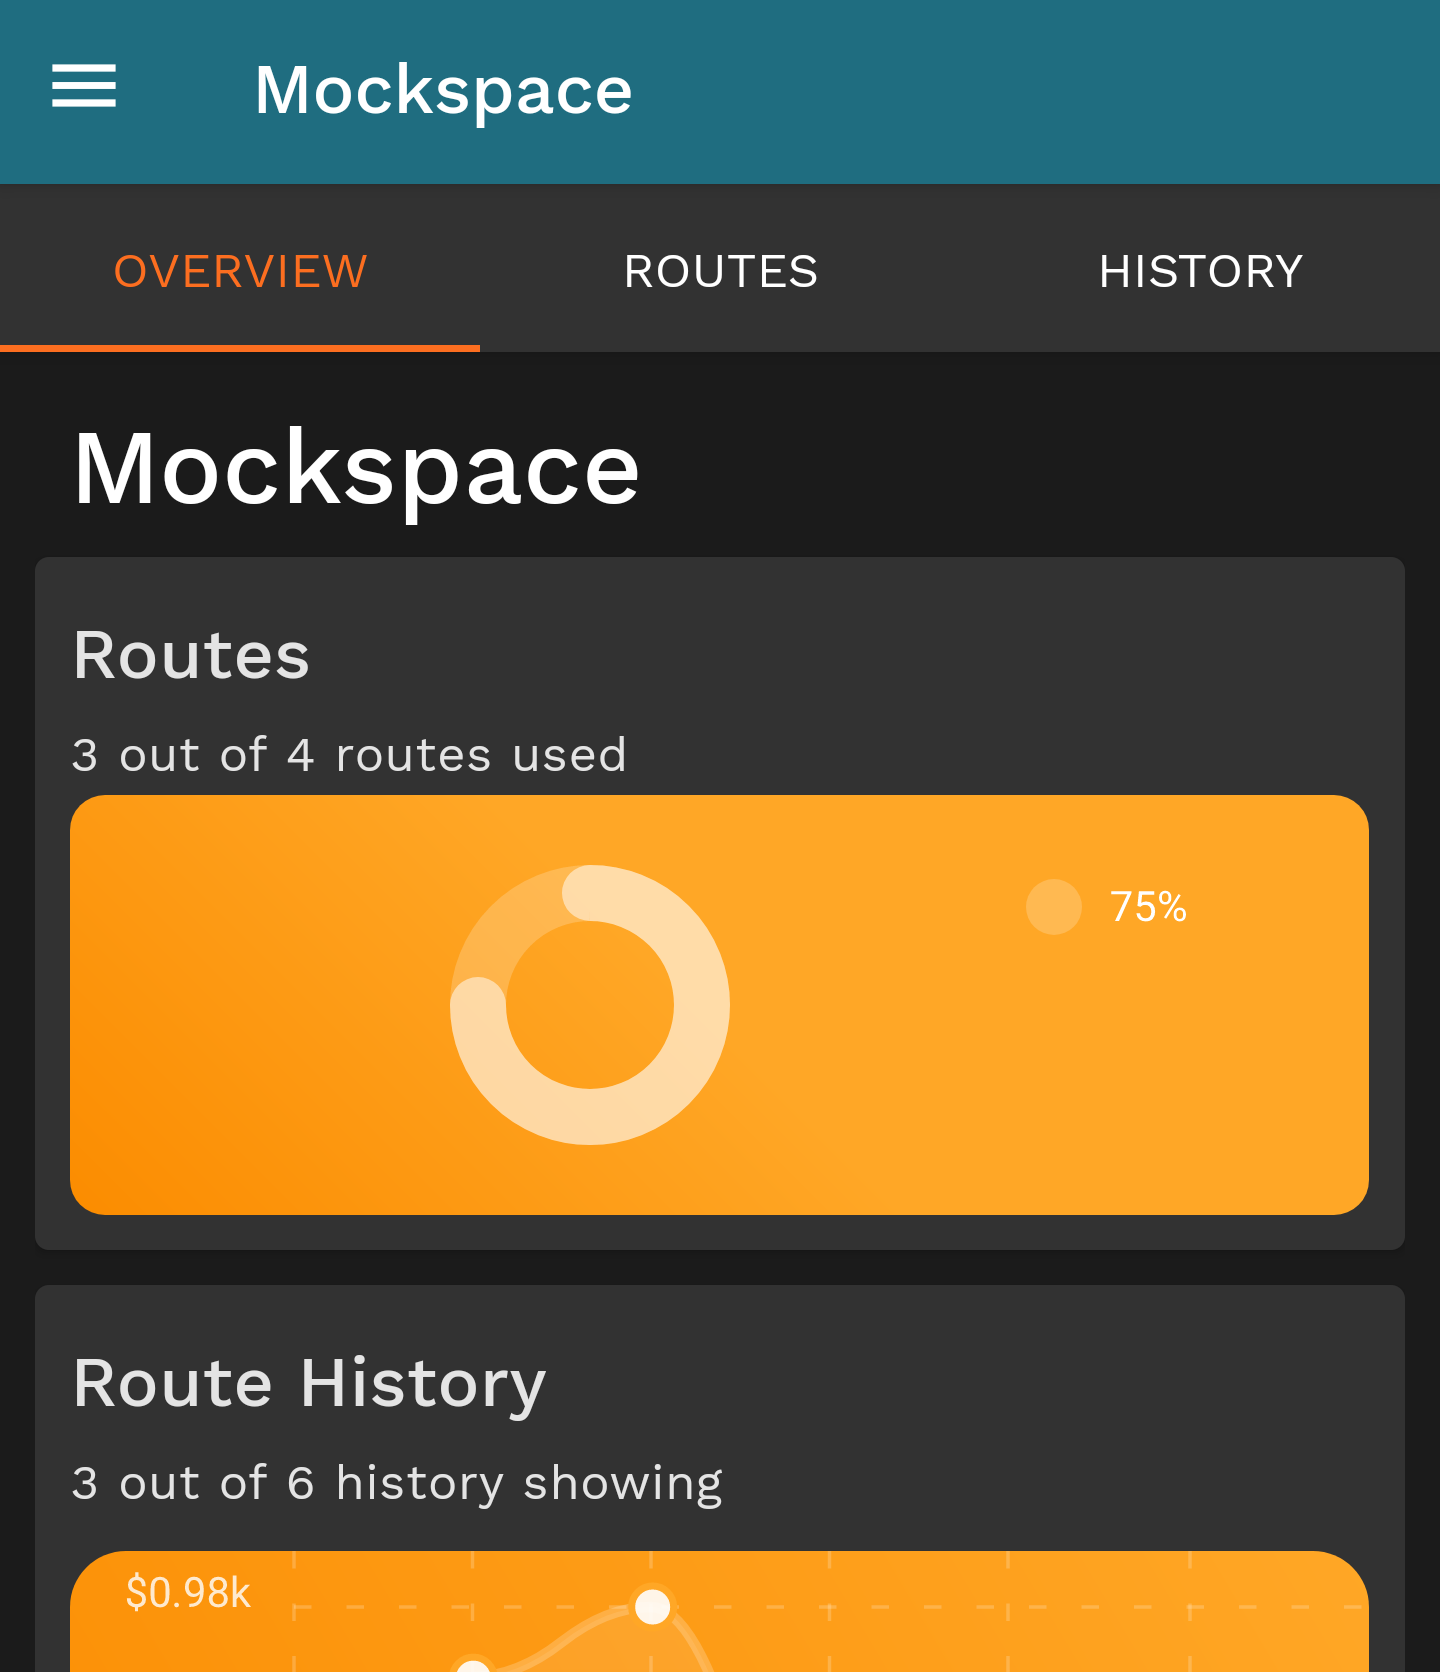 Mockspace
OVERVIEW ROUTES HISTORY
Mockspace
Routes
3 out of 4 routes used
75%
Route History
3 out of 6 history showing
$0.98k